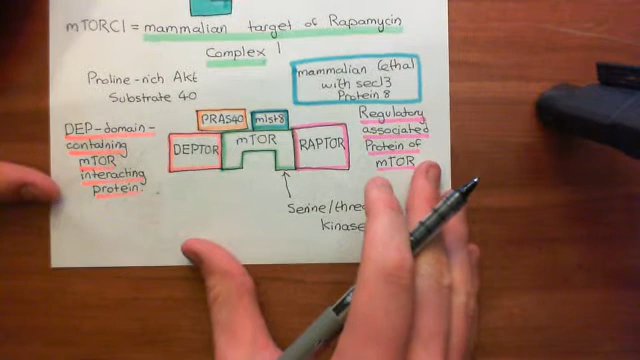 mTORC1 = mammalian target of Rapamycin
Complex 1
Proline-rich Akt
Substrate 40
mammalian lethal
with sec13
Protein 8
DEP-domain-
containing
mTOR
interacting
protein.
PRAS40
mlst8
DEPTOR
mTOR
RAPTOR
Regulatory
associated
Protein of
mTOR
Serine/
kinase